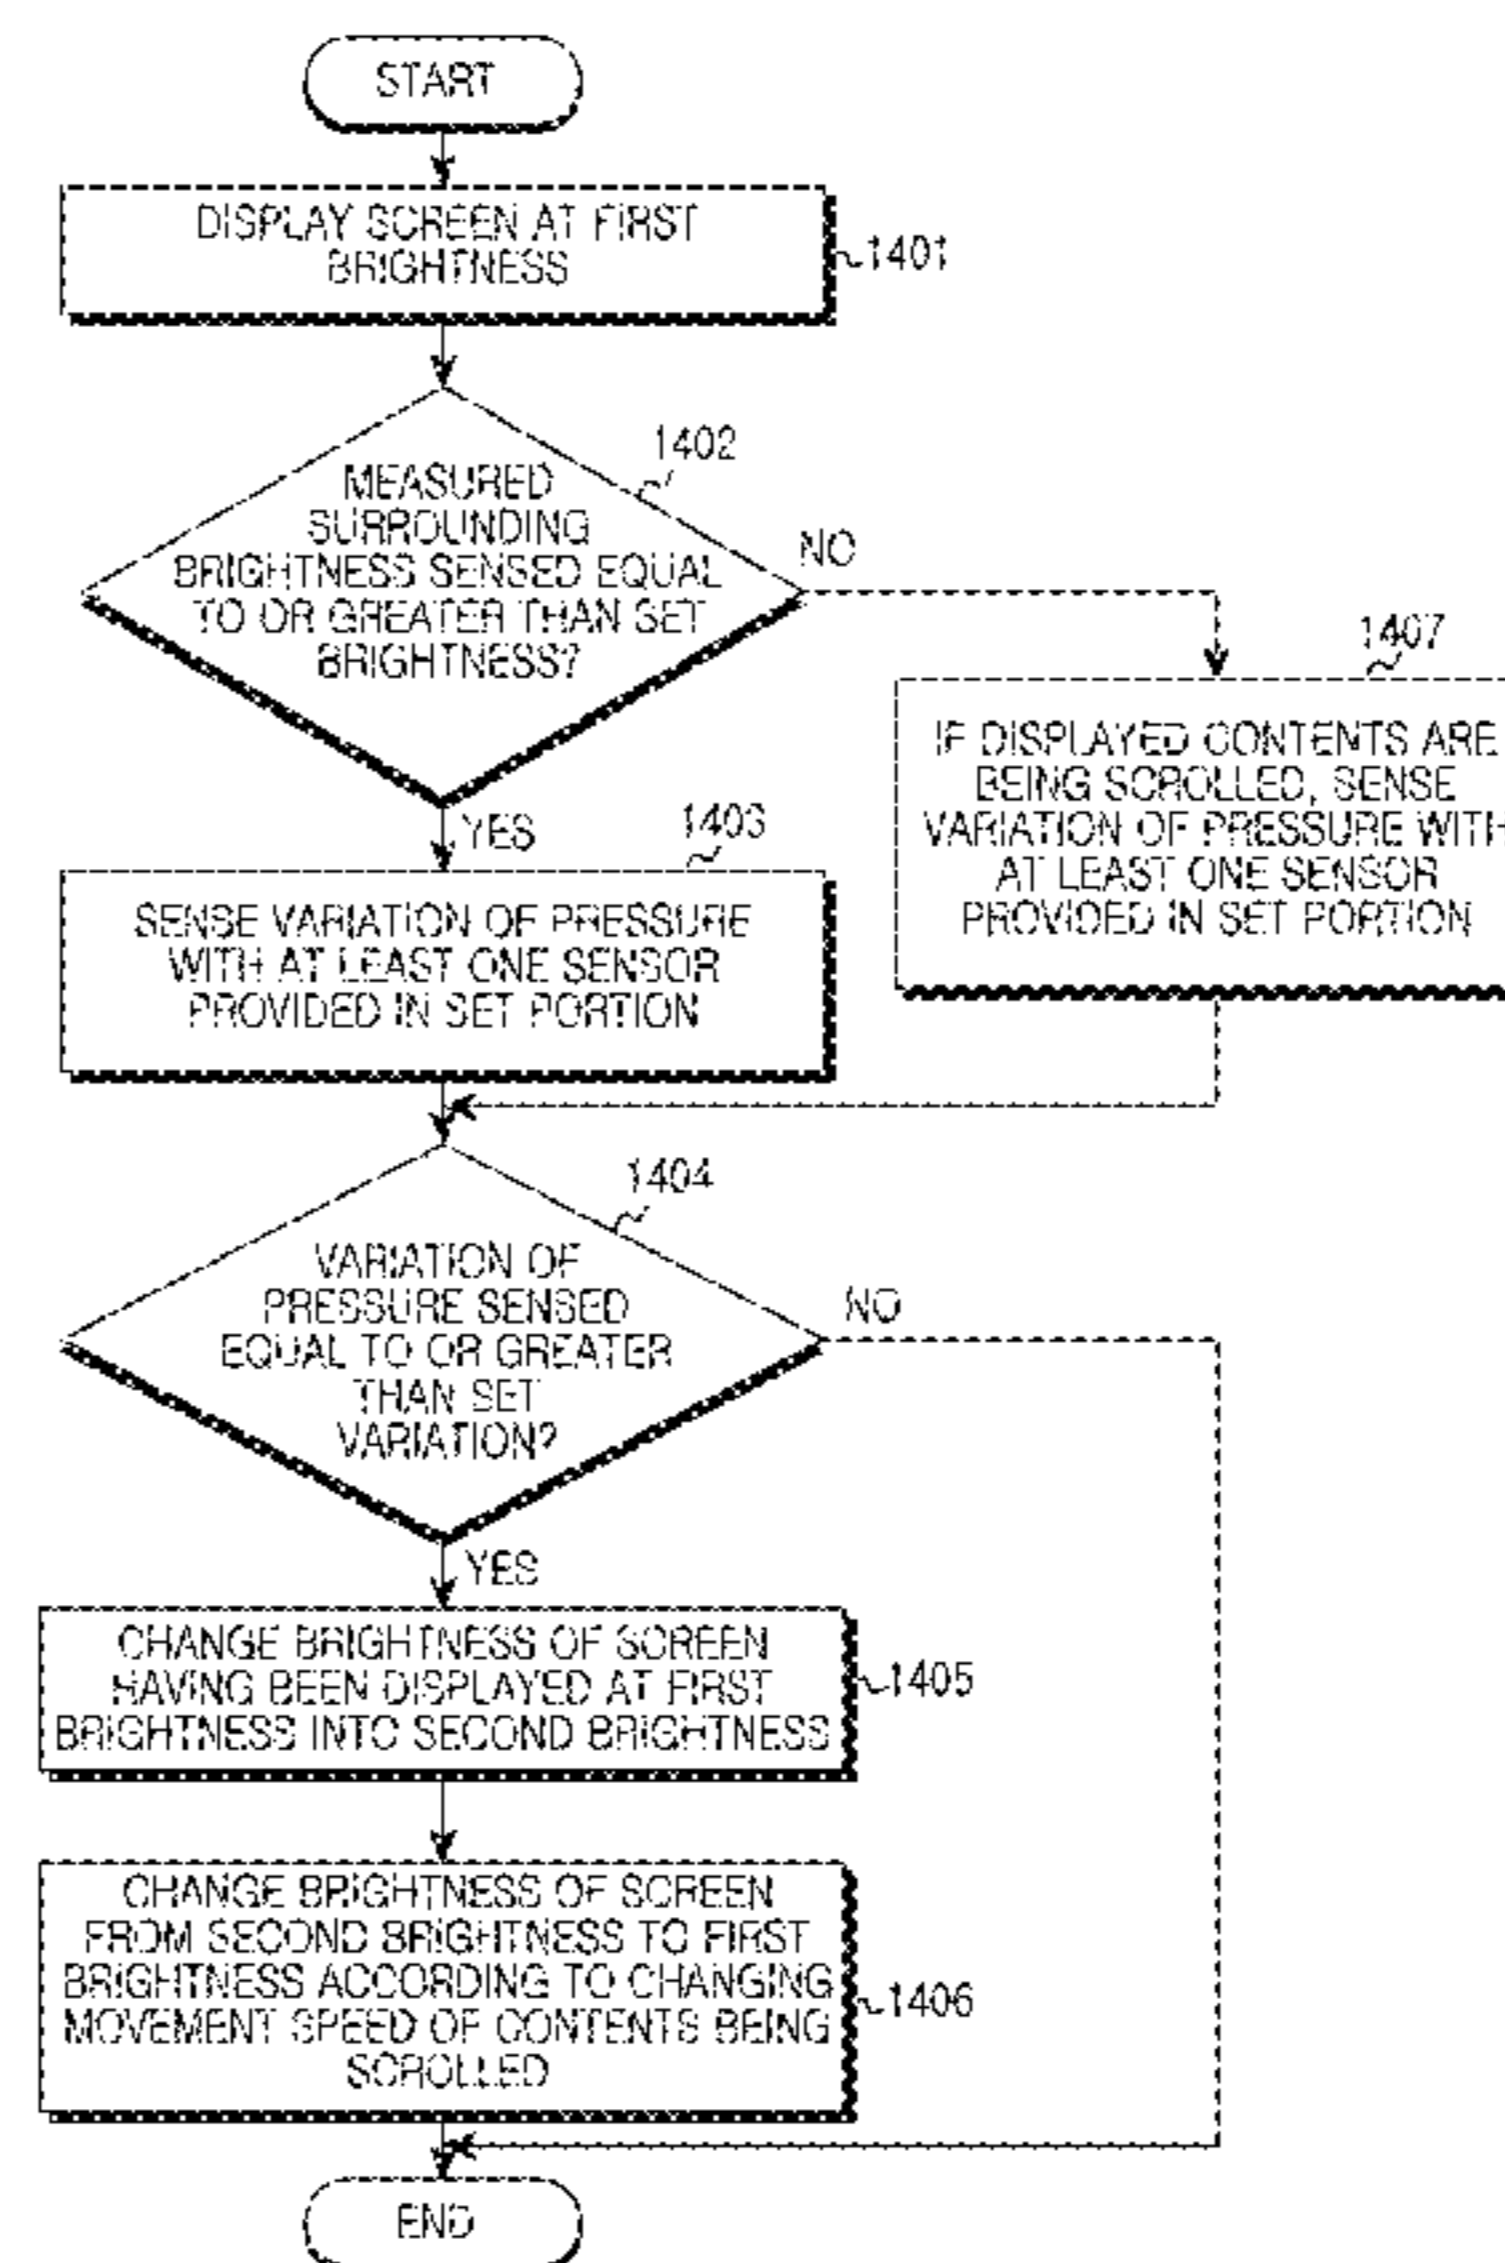 START
DISPLAY SCREEN AT FIRST
BRIGHTNESS
1401
1402
MEASURED
SURROUNDING
BRIGHTNESS SENSED EQUAL
TO OR GREATER THAN SET
BRIGHTNESS?
NO
1407
IF DISPLAYED CONTENTS ARE
BEING SCROLLED, SENSE
VARIATION OF PRESSURE WITH
AT LEAST ONE SENSOR
PROVIDED IN SET PORTION
YES
1403
SENSE VARIATION OF PRESSURE
WITH AT LEAST ONE SENSOR
PROVIDED IN SET PORTION
1404
VARIATION OF
PRESSURE SENSED
EQUAL TO OR GREATER
THAN SET
VARIATION?
NO
YES
CHANGE BRIGHTNESS OF SCREEN
HAVING BEEN DISPLAYED AT FIRST
BRIGHTNESS INTO SECOND BRIGHTNESS
1405
CHANGE BRIGHTNESS OF SCREEN
FROM SECOND BRIGHTNESS TO FIRST
BRIGHTNESS ACCORDING TO CHANGING
MOVEMENT SPEED OF CONTENTS BEING
SCROLLED
1406
END